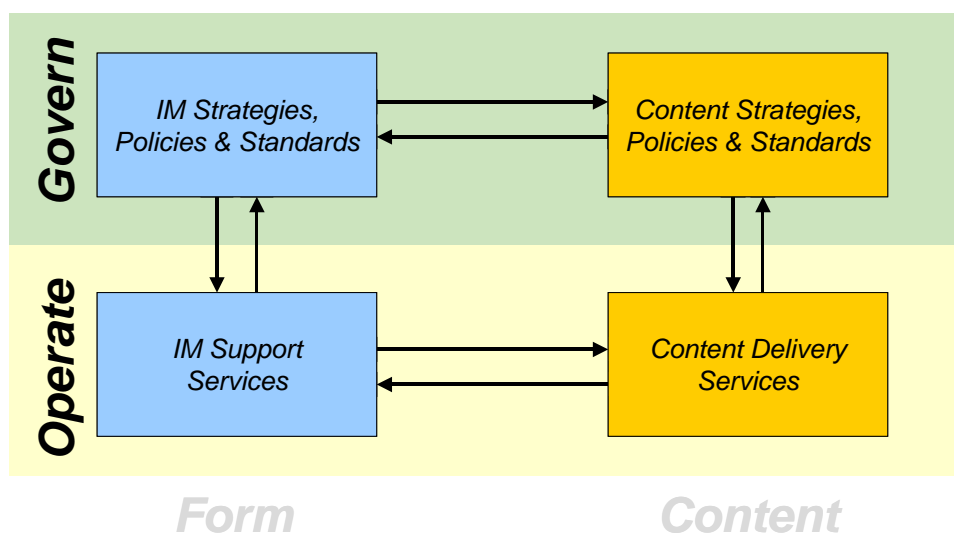 Govern
IM Strategies,
Policies & Standards
Content Strategies,
Policies & Standards
Operate
IM Support
Services
Content Delivery
Services
Form
Content